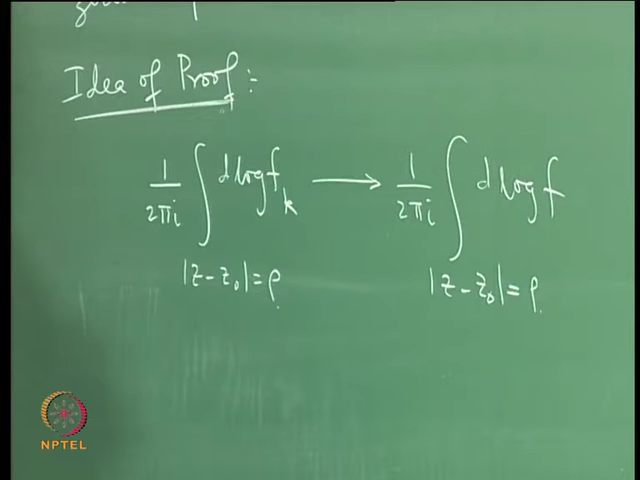 Idea of Proof :-
1/2πi ∫ d log f_k → 1/2πi ∫ d log f
|z - z₀| = ρ |z - z₀| = ρ
NPTEL